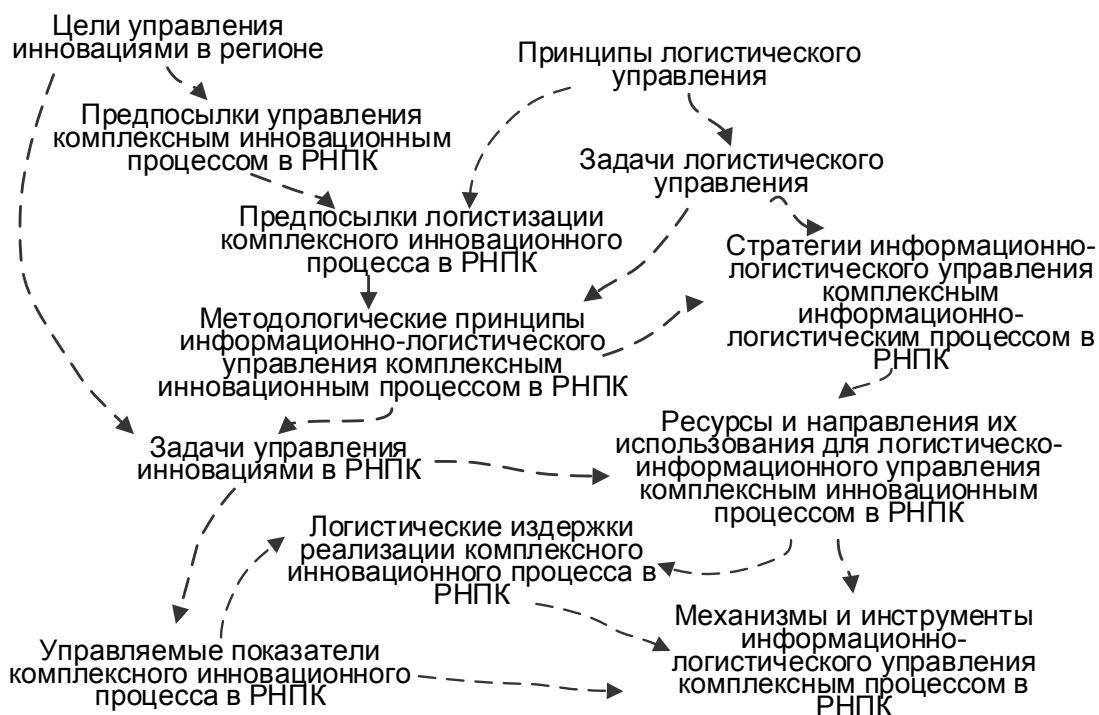 Цели управления
инновациями в регионе
Принципы логистического
управления
Предпосылки управления
комплексным инновационным
процессом в РНПК
Задачи логистического
управления
Предпосылки логистизации
комплексного инновационного
процесса в РНПК
Стратегии информационно-
логистического управления
комплексным
информационно-
логистическим процессом в
РНПК
Методологические принципы
информационно-логистического
управления комплексным
инновационным процессом в РНПК
Задачи управления
инновациями в РНПК
Ресурсы и направления их
использования для логистическо-
информационного управления
комплексным инновационным
процессом в РНПК
Логистические издержки
реализации комплексного
инновационного процесса в
РНПК
Механизмы и инструменты
информационно-
логистического управления
комплексным процессом в
РНПК
Управляемые показатели
комплексного инновационного
процесса в РНПК